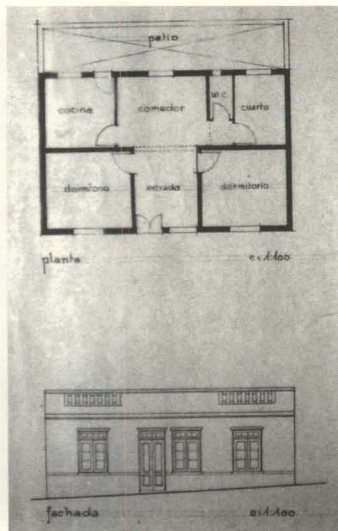 patio
cocina
comedor
w.c.
cuarto
dormitorio
entrada
dormitorio
planta
e:1:100
fachada
e:1:100